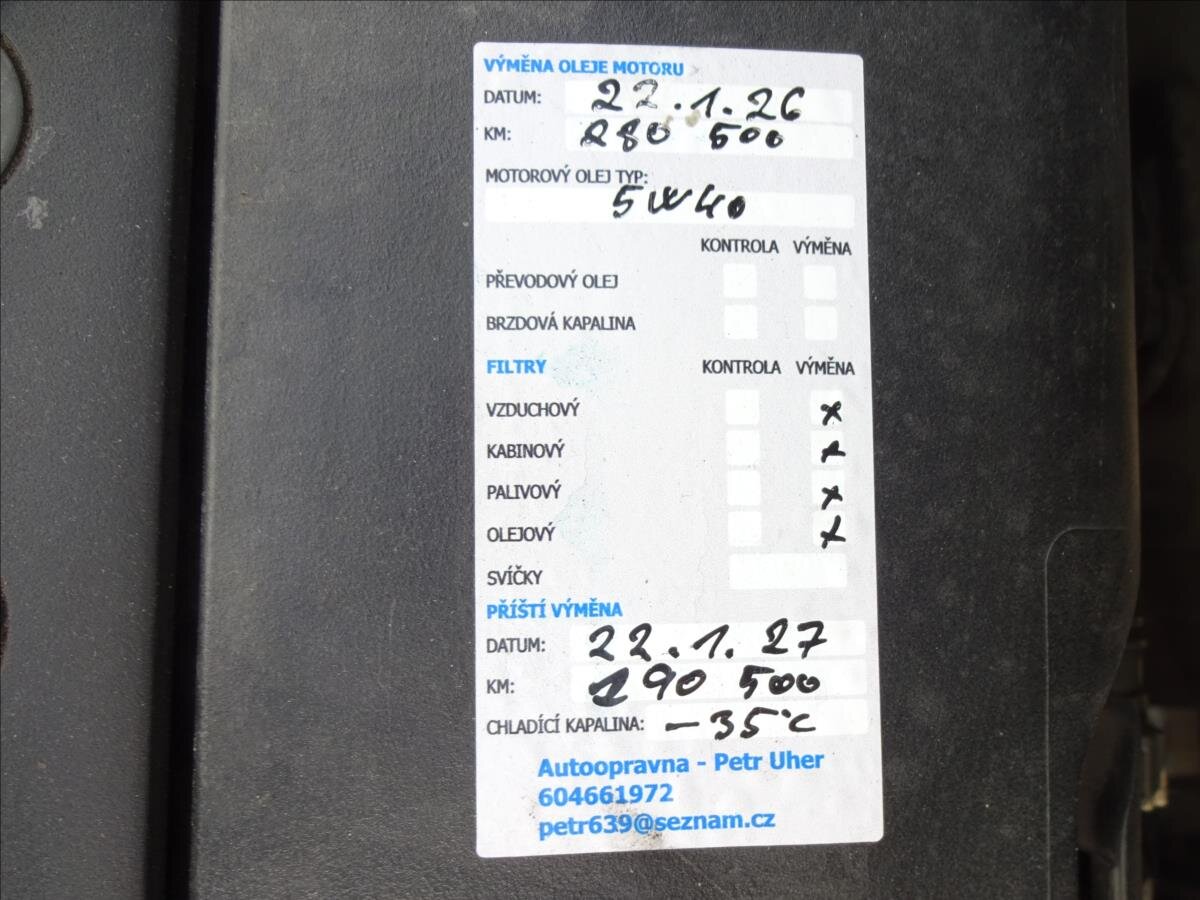 VÝMĚNA OLEJE MOTORU
DATUM: 22.1.26
KM: 280 500
MOTOROVÝ OLEJ TYP:
5W40
KONTROLA VÝMĚNA
PŘEVODOVÝ OLEJ
BRZDOVÁ KAPALINA
FILTRY KONTROLA VÝMĚNA
VZDUCHOVÝ x
KABINOVÝ x
PALIVOVÝ x
OLEJOVÝ x
SVÍČKY
PŘÍŠTÍ VÝMĚNA
DATUM: 22.1.27
KM: 290 500
CHLADÍCÍ KAPALINA: -35°C
Autoopravna - Petr Uher
604661972
petr639@seznam.cz